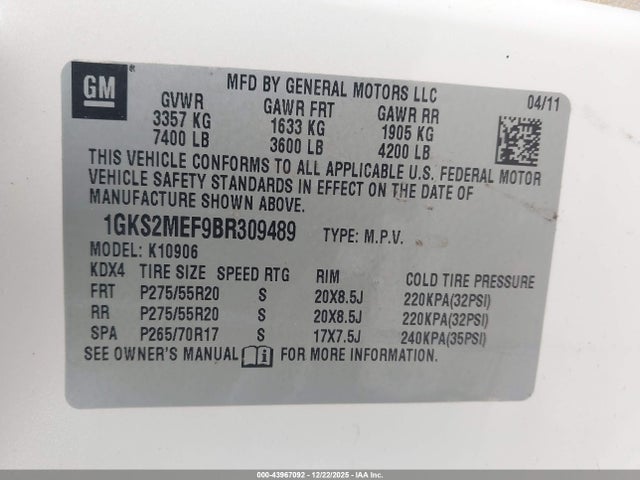 GM
MFD BY GENERAL MOTORS LLC
04/11
GVWR GAWR FRT GAWR RR
3357 KG 1633 KG 1905 KG
7400 LB 3600 LB 4200 LB
THIS VEHICLE CONFORMS TO ALL APPLICABLE U.S. FEDERAL MOTOR
VEHICLE SAFETY STANDARDS IN EFFECT ON THE DATE OF
MANUFACTURE SHOWN ABOVE.
1GKS2MEF9BR309489 TYPE: M.P.V.
MODEL: K10906
KDX4 TIRE SIZE SPEED RTG RIM COLD TIRE PRESSURE
FRT P275/55R20 S 20X8.5J 220KPA(32PSI)
RR P275/55R20 S 20X8.5J 220KPA(32PSI)
SPA P265/70R17 S 17X7.5J 240KPA(35PSI)
SEE OWNER'S MANUAL FOR MORE INFORMATION.
000-43967092 - 12/22/2025 - IAAInc.com